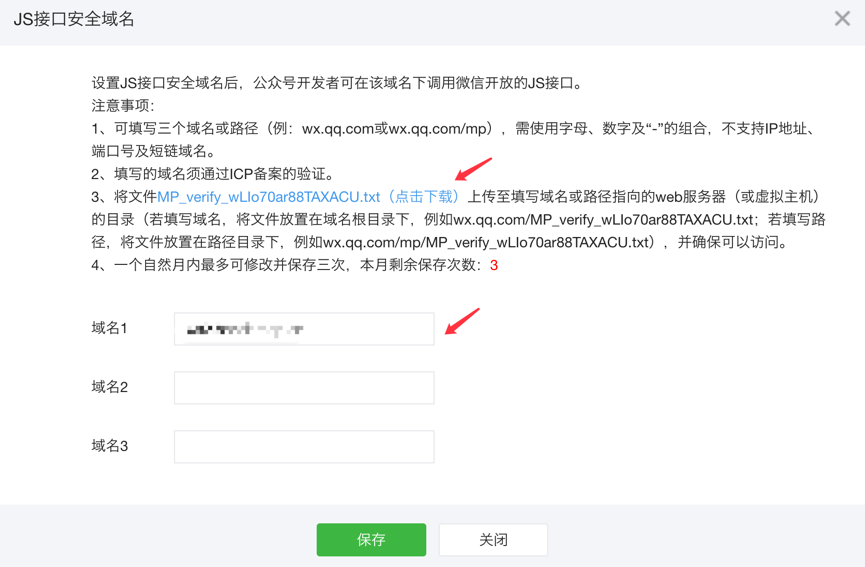 JS接口安全域名
设置JS接口安全域名后，公众号开发者可在该域名下调用微信开放的JS接口。
注意事项：
1、可填写三个域名或路径（例：wx.qq.com或wx.qq.com/mp），需使用字母、数字及“-”的组合，不支持IP地址、
端口号及短链域名。
2、填写的域名须通过ICP备案的验证。
3、将文件MP_verify_wLIo70ar88TAXACU.txt（点击下载）上传至填写域名或路径指向的web服务器（或虚拟主机）
的目录（若填写域名，将文件放置在域名根目录下，例如wx.qq.com/MP_verify_wLIo70ar88TAXACU.txt；若填写路
径，将文件放置在路径目录下，例如wx.qq.com/mp/MP_verify_wLIo70ar88TAXACU.txt），并确保可以访问。
4、一个自然月内最多可修改并保存三次，本月剩余保存次数：3
域名1
域名2
域名3
保存 关闭